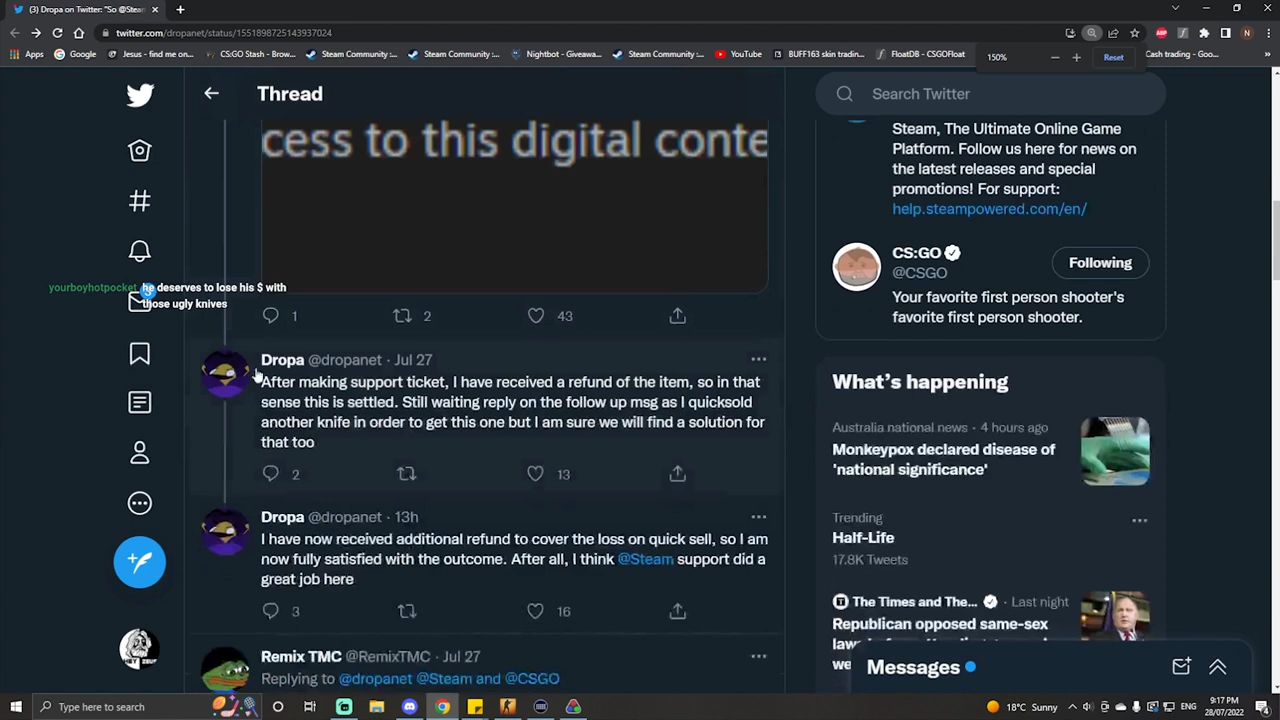 (3) Dropa on Twitter: "So @Stea
twitter.com/dropanet/status/1551898725143937024
Apps
Google
Jesus - find me on...
CS:GO Stash - Brow...
Steam Community :...
Steam Community :...
Nightbot - Giveawa...
Steam Community :...
YouTube
BUFF163 skin tradin...
FloatDB - CSGOFloat
150%
Reset
Cash trading - Goo...
Thread
Search Twitter
cess to this digital conte
Steam, The Ultimate Online Game
Platform. Follow us here for news on
the latest releases and special
promotions! For support:
help.steampowered.com/en/
CS:GO
@CSGO
Following
Your favorite first person shooter's
favorite first person shooter.
yourboyhotpocket he deserves to lose his $ with
those ugly knives
1 2 43
Dropa @dropanet · Jul 27
After making support ticket, I have received a refund of the item, so in that
sense this is settled. Still waiting reply on the follow up msg as I quicksold
another knife in order to get this one but I am sure we will find a solution for
that too
2 13
Dropa @dropanet · 13h
I have now received additional refund to cover the loss on quick sell, so I am
now fully satisfied with the outcome. After all, I think @Steam support did a
great job here
3 16
Remix TMC @RemixTMC · Jul 27
Replying to @dropanet @Steam and @CSGO
What's happening
Australia national news · 4 hours ago
Monkeypox declared disease of
'national significance'
Trending
Half-Life
17.8K Tweets
The Times and The... · Last night
Republican opposed same-sex
Messages
Type here to search
18°C Sunny
9:17 PM
28/07/2022